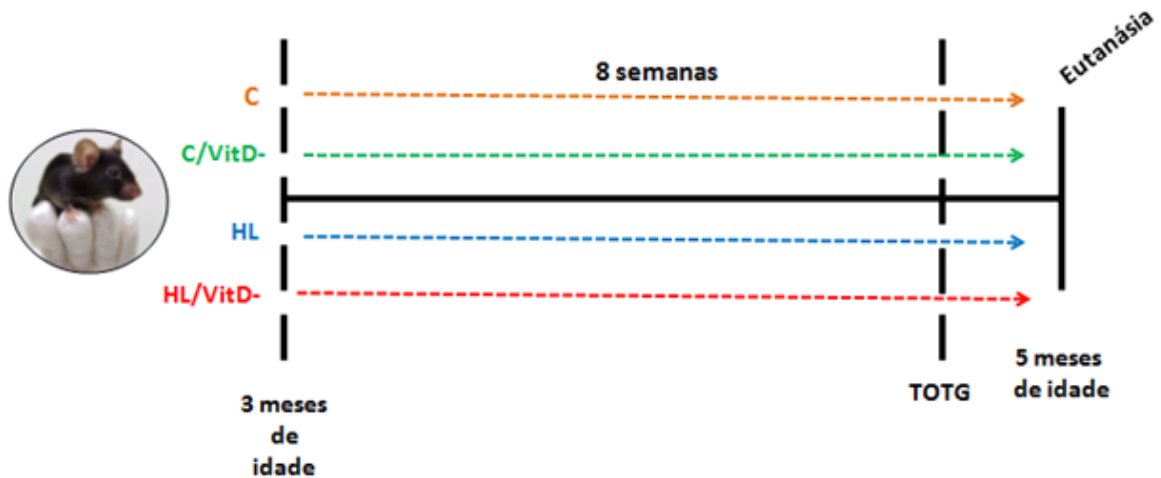 8 semanas
Eutanásia
C
C/VitD-
HL
HL/VitD-
3 meses
de
idade
TOTG
5 meses
de idade